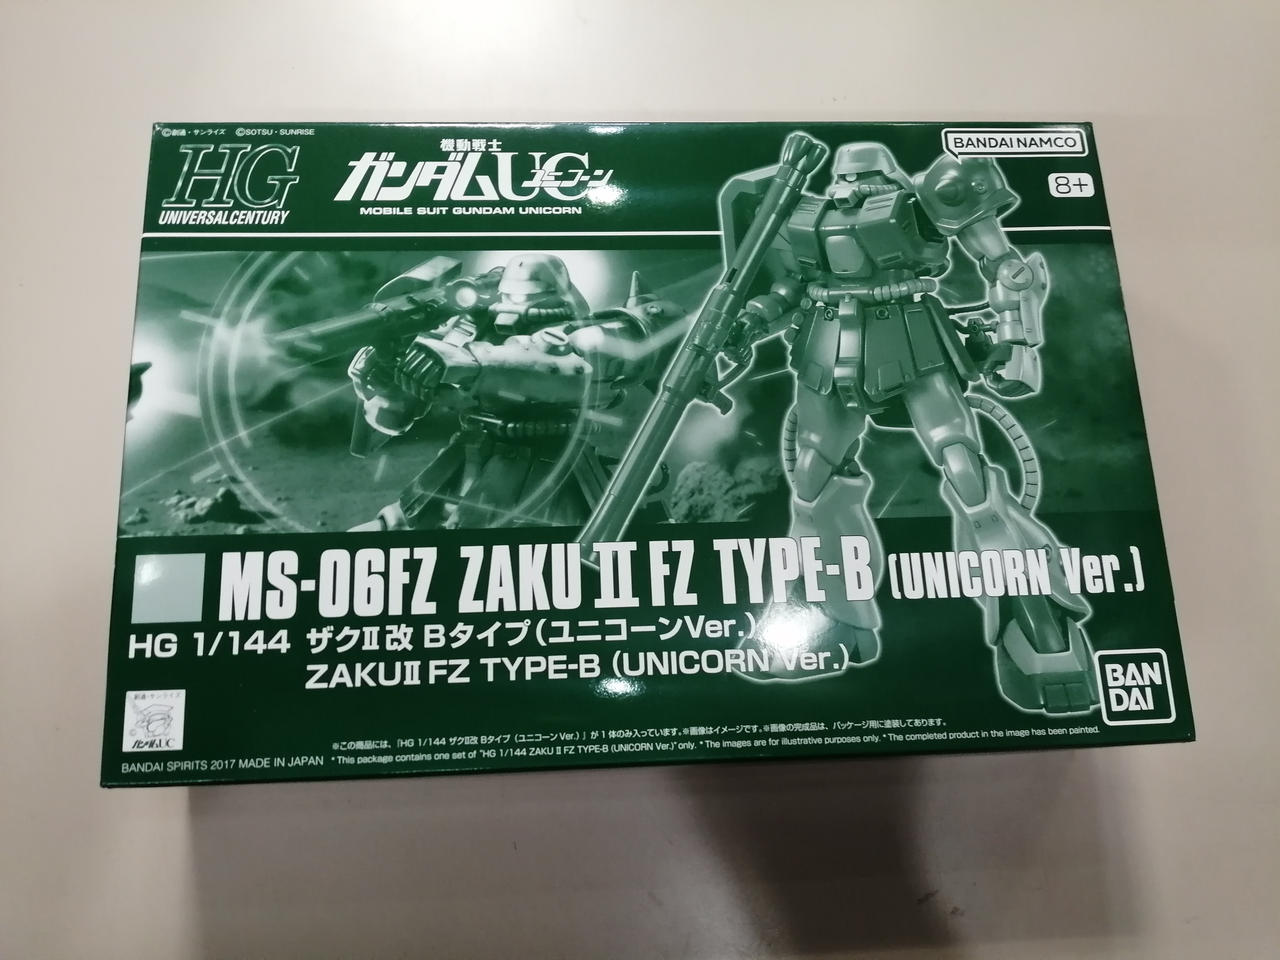 ©創通・サンライズ ©SOTSU・SUNRISE
HG
UNIVERSAL CENTURY
機動戦士
ガンダムUC
ユニコーン
MOBILE SUIT GUNDAM UNICORN
BANDAI NAMCO
8+
MS-06FZ ZAKU II FZ TYPE-B (UNICORN Ver.)
HG 1/144 ザクII改 Bタイプ(ユニコーンVer.)
ZAKUII FZ TYPE-B (UNICORN Ver.)
BAN
DAI
創通・サンライズ
ガンダムUC
※この商品には、「HG 1/144 ザクII改 Bタイプ(ユニコーンVer.)」が1体のみ入っています。※画像はイメージです。※画像の完成品は、パッケージ用に塗装してあります。
BANDAI SPIRITS 2017 MADE IN JAPAN *This package contains one set of "HG 1/144 ZAKU II FZ TYPE-B (UNICORN Ver.)" only. *The images are for illustrative purposes only. *The completed product in the image has been painted.